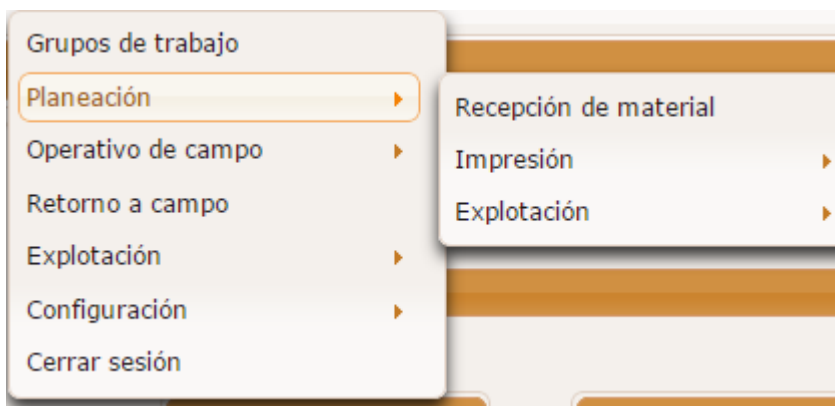 Grupos de trabajo
Planeación
Operativo de campo
Retorno a campo
Explotación
Configuración
Cerrar sesión
Recepción de material
Impresión
Explotación